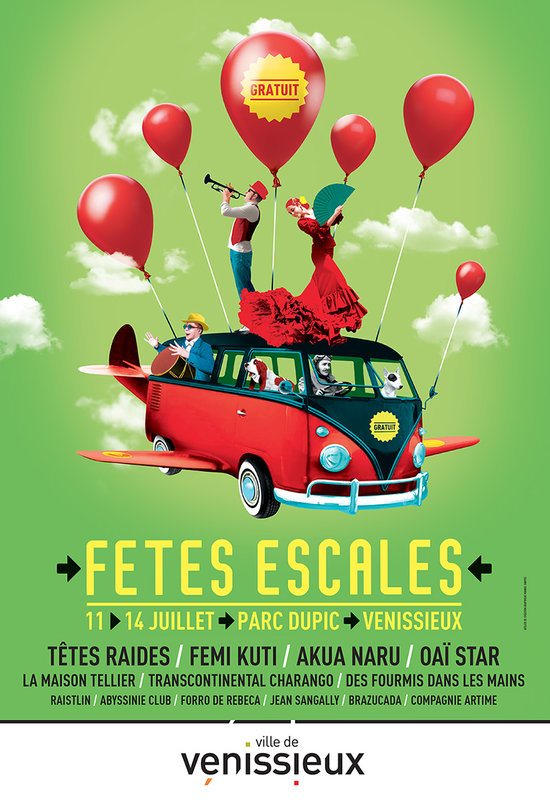 GRATUIT
GRATUIT
FETES ESCALES
11 14 JUILLET PARC DUPIC VENISSIEUX
TÊTES RAIDES / FEMI KUTI / AKUA NARU / OAÏ STAR
LA MAISON TELLIER / TRANSCONTINENTAL CHARANGO / DES FOURMIS DANS LES MAINS
RAISTLIN / ABYSSINIE CLUB / FORRO DE REBECA / JEAN SANGALLY / BRAZUCADA / COMPAGNIE ARTIME
ville de
vénissieux